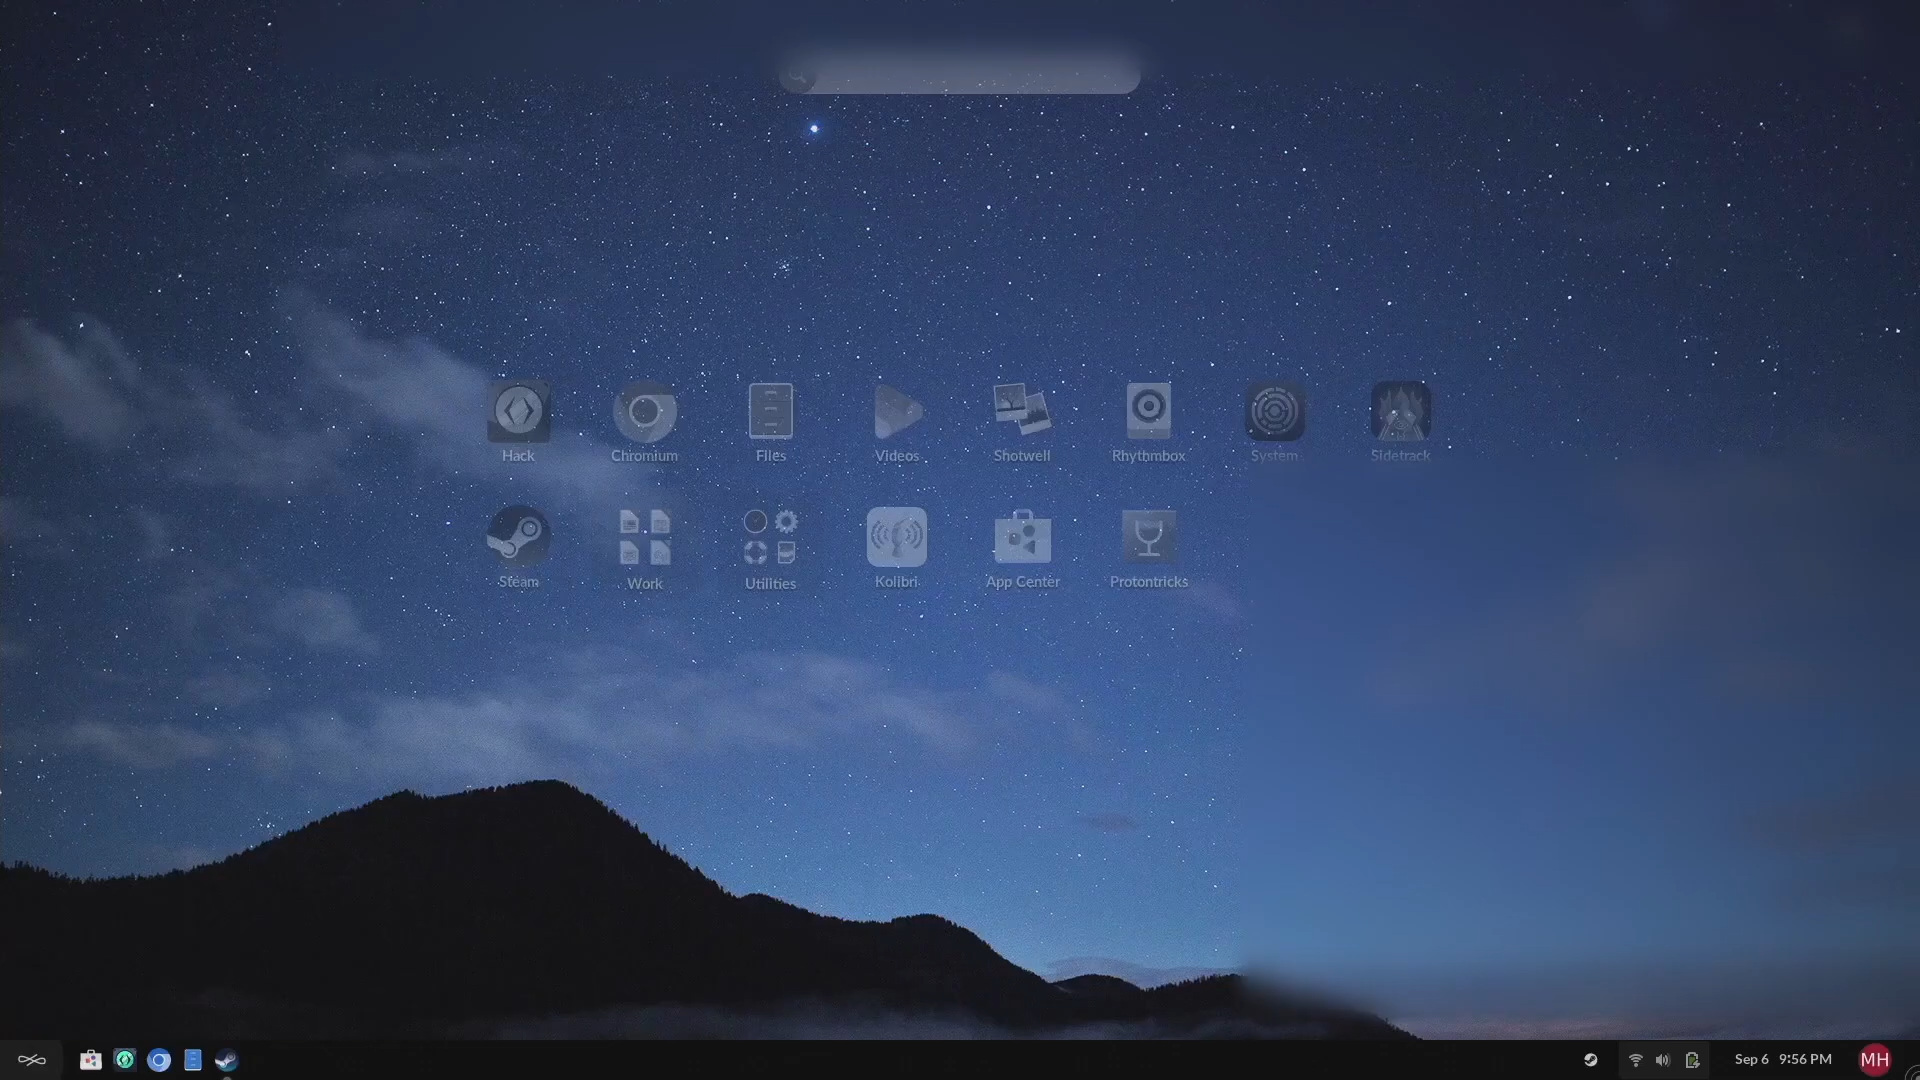 Hack Chromium Files Videos Shotwell Rhythmbox System Sidetrack
Steam Work Utilities Kolibri App Center Protontricks
Sep 6 9:56 PM MH